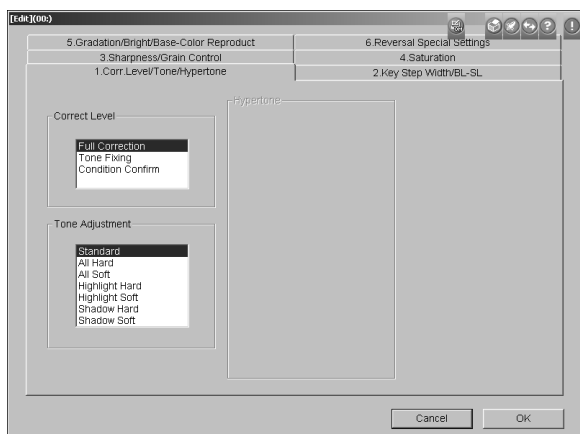 [Edit](00:)
5.Gradation/Bright/Base-Color Reproduct
6.Reversal Special Settings
3.Sharpness/Grain Control
4.Saturation
1.Corr.Level/Tone/Hypertone
2.Key Step Width/BL-SL
Hypertone
Correct Level
Full Correction
Tone Fixing
Condition Confirm
Tone Adjustment
Standard
All Hard
All Soft
Highlight Hard
Highlight Soft
Shadow Hard
Shadow Soft
Cancel
OK